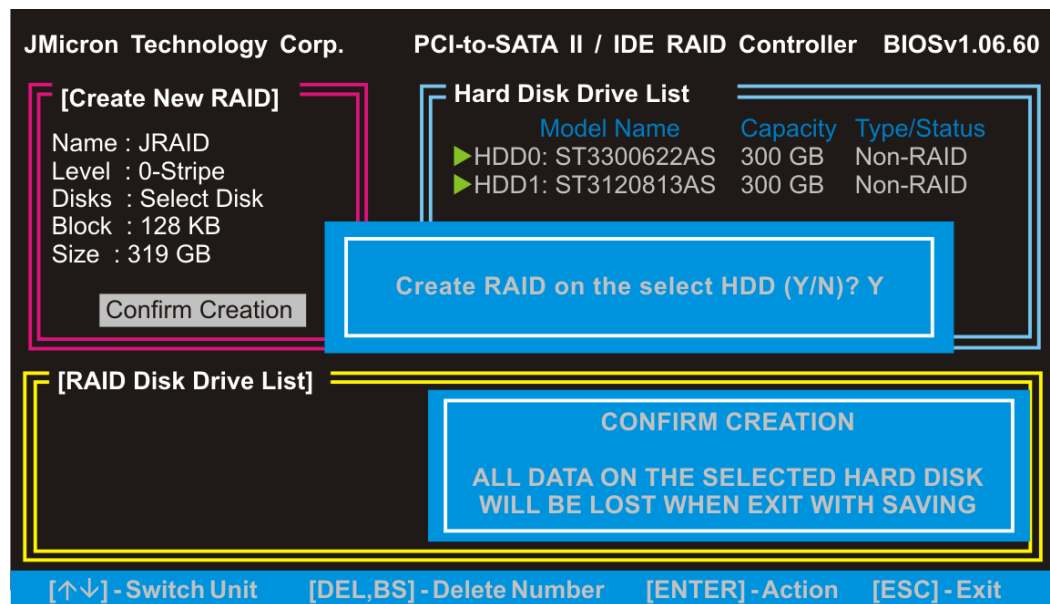 JMicron Technology Corp. PCI-to-SATA II / IDE RAID Controller BIOSv1.06.60
[Create New RAID]
Name : JRAID
Level : 0-Stripe
Disks : Select Disk
Block : 128 KB
Size : 319 GB
Confirm Creation
Hard Disk Drive List
Model Name Capacity Type/Status
HDD0: ST3300622AS 300 GB Non-RAID
HDD1: ST3120813AS 300 GB Non-RAID
Create RAID on the select HDD (Y/N)? Y
[RAID Disk Drive List]
CONFIRM CREATION
ALL DATA ON THE SELECTED HARD DISK
WILL BE LOST WHEN EXIT WITH SAVING
[↑↓] - Switch Unit [DEL,BS] - Delete Number [ENTER] - Action [ESC] - Exit